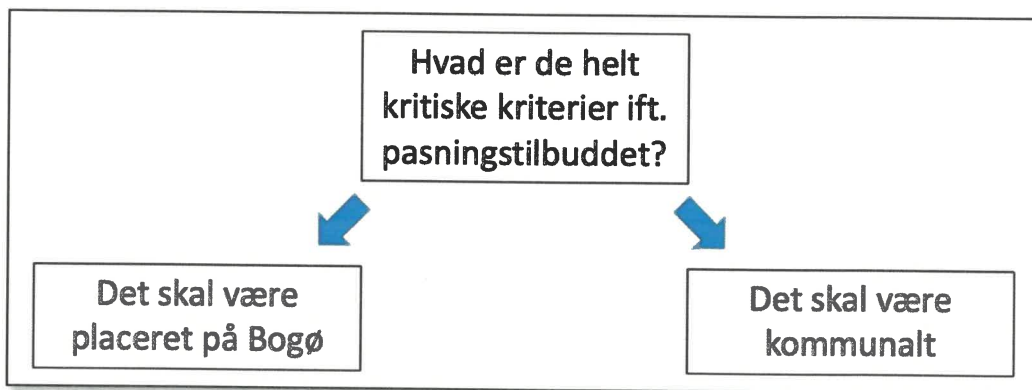 Hvad er de helt
kritiske kriterier ift.
pasningstilbuddet?
Det skal være
placeret på Bogø
Det skal være
kommunalt